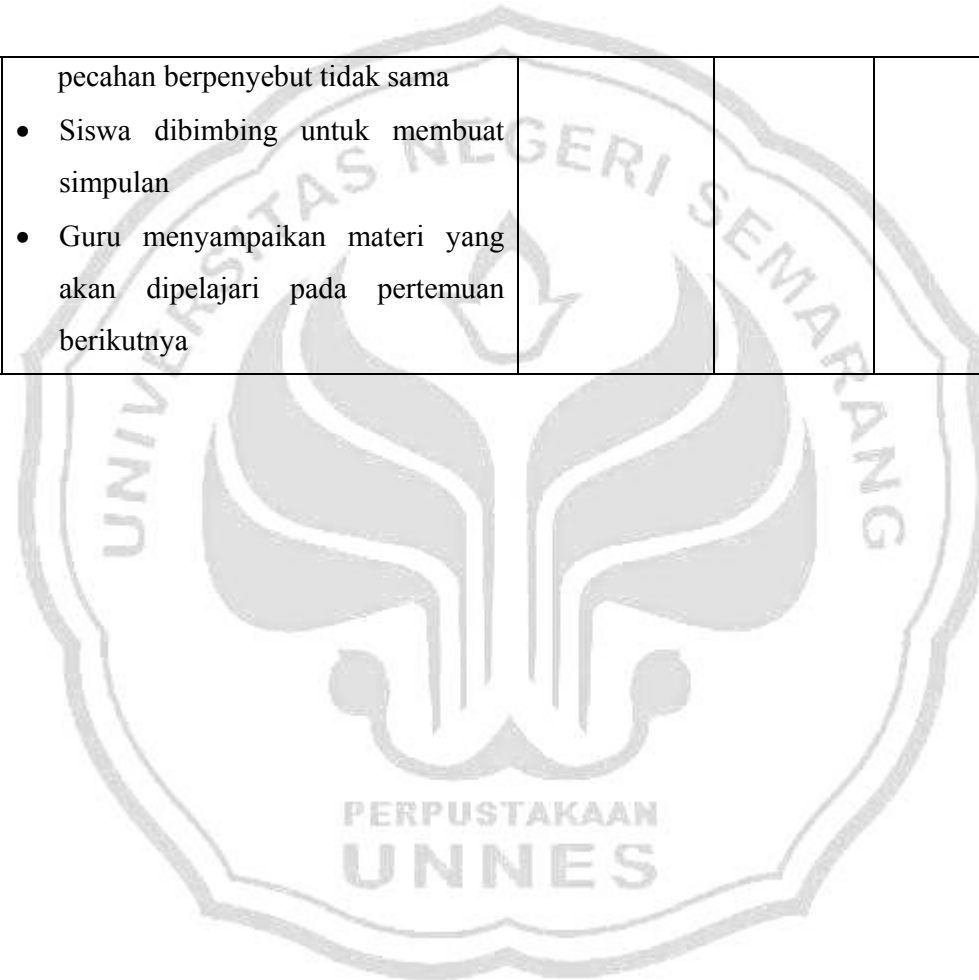 pecahan berpenyebut tidak sama
• Siswa dibimbing untuk membuat
simpulan
• Guru menyampaikan materi yang
akan dipelajari pada pertemuan
berikutnya
UNIVERSITAS NEGERI SEMARANG
PERPUSTAKAAN
UNNES